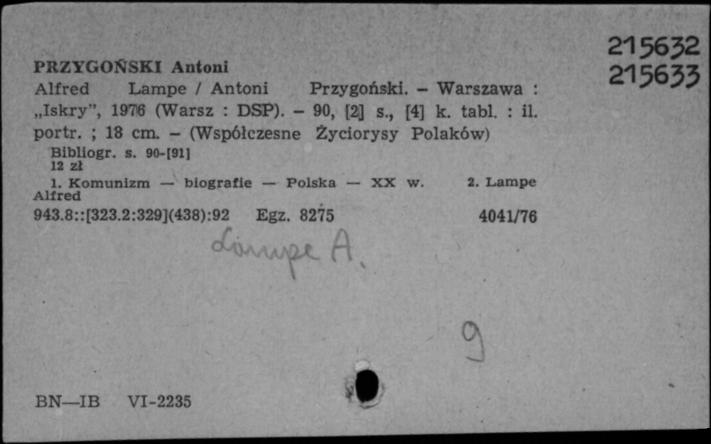 215632
215633
PRZYGOŃSKI Antoni
Alfred Lampe / Antoni Przygoński. – Warszawa :
„Iskry”, 1976 (Warsz : DSP). – 90, [2] s., [4] k. tabl. : il.
portr. ; 18 cm. – (Współczesne Życiorysy Polaków)
Bibliogr. s. 90-[91]
12 zł
1. Komunizm — biografie — Polska — XX w. 2. Lampe
Alfred
943.8::[323.2:329](438):92 Egz. 8275 4041/76
Lampe A.
9
BN—IB VI-2235